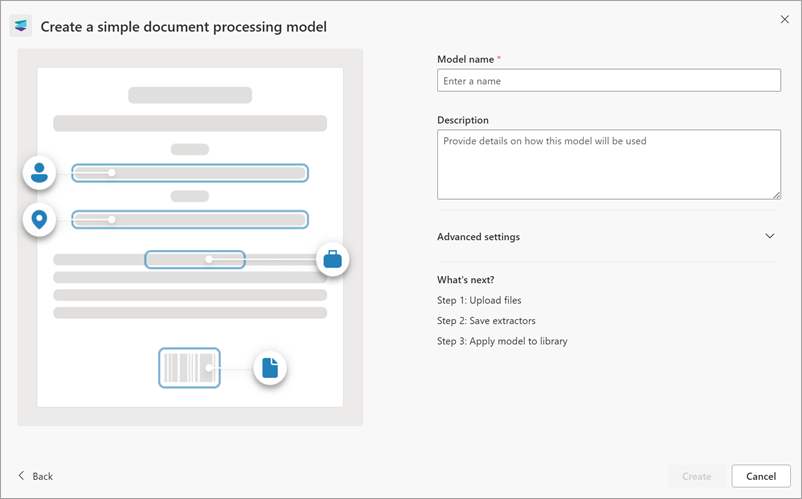 Create a simple document processing model
Model name *
Enter a name
Description
Provide details on how this model will be used
Advanced settings
What's next?
Step 1: Upload files
Step 2: Save extractors
Step 3: Apply model to library
Back
Create
Cancel